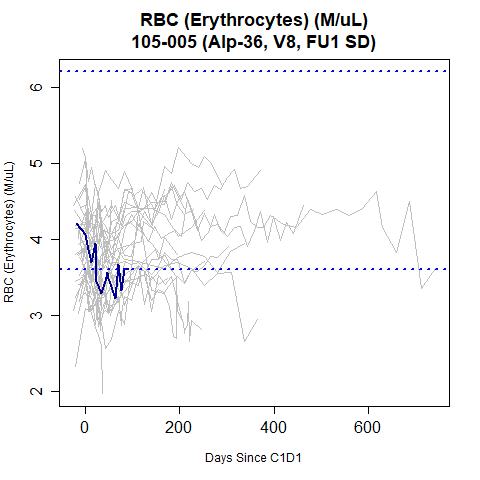 RBC (Erythrocytes) (M/uL)
105-005 (Alp-36, V8, FU1 SD)
RBC (Erythrocytes) (M/uL)
6
5
4
3
2
0 200 400 600
Days Since C1D1